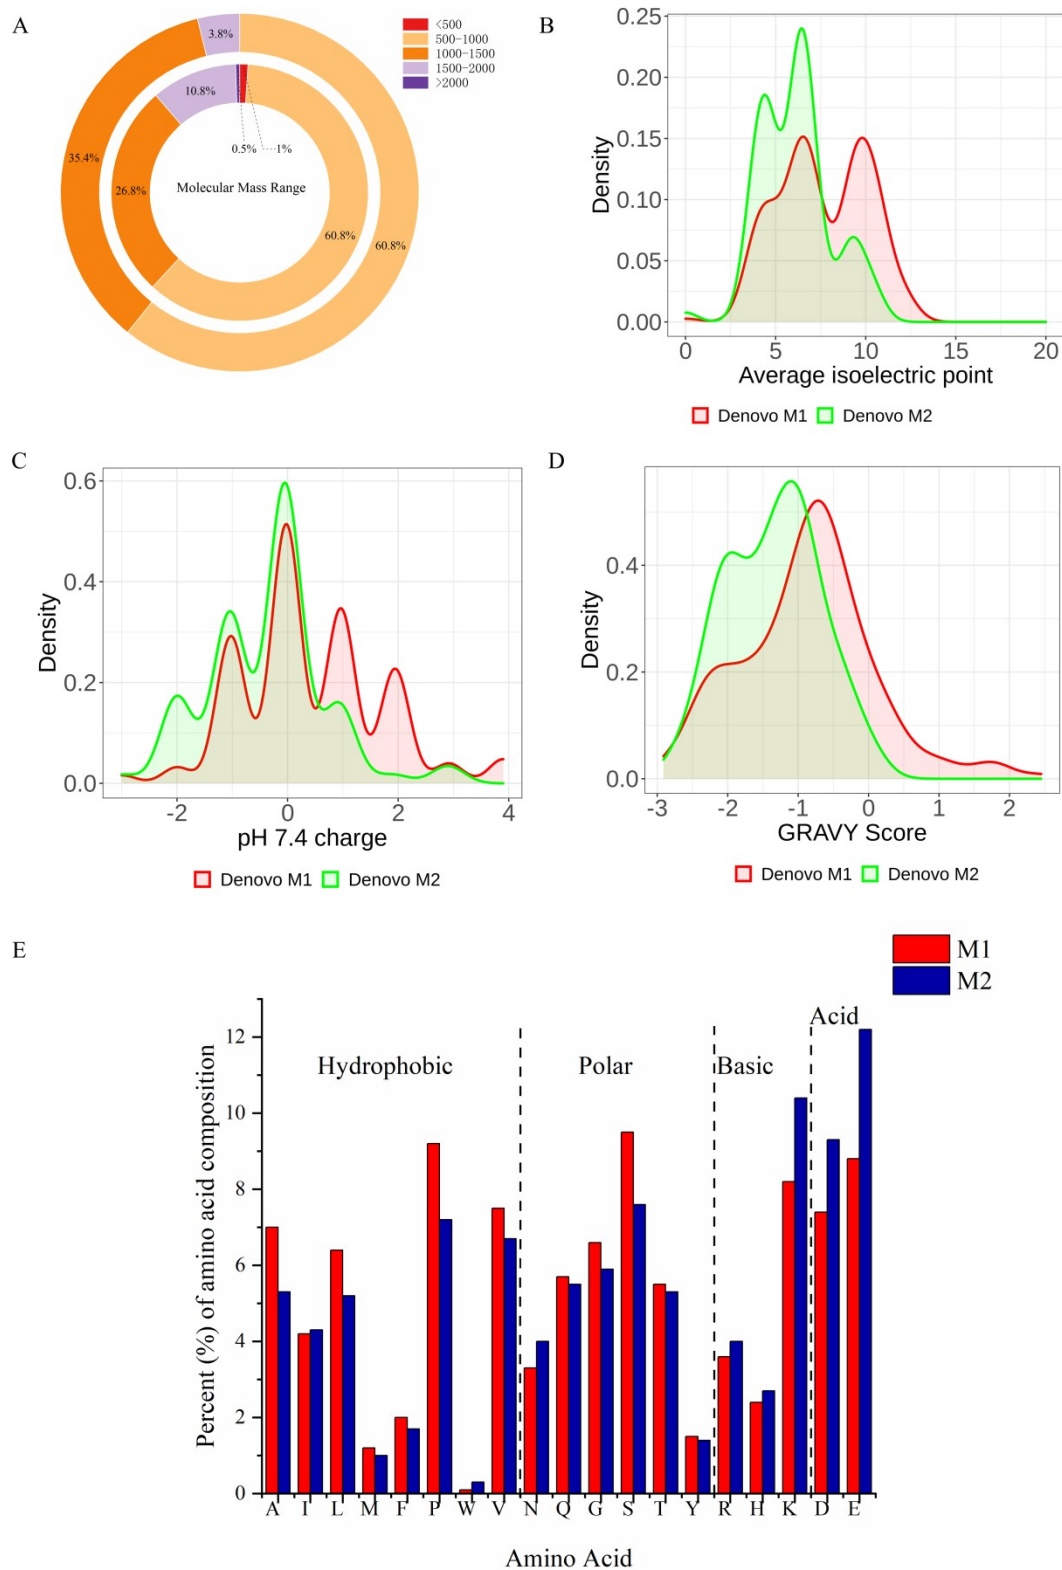 A
<500
500-1000
1000-1500
1500-2000
>2000
3.8%
10.8%
35.4%
26.8%
0.5%
1%
Molecular Mass Range
60.8%
60.8%
B
Density
0.25
0.20
0.15
0.10
0.05
0.00
0 5 10 15 20
Average isoelectric point
Denovo M1 Denovo M2
C
Density
0.6
0.4
0.2
0.0
-2 0 2 4
pH 7.4 charge
Denovo M1 Denovo M2
D
Density
0.4
0.2
0.0
-3 -2 -1 0 1 2
GRAVY Score
Denovo M1 Denovo M2
E
M1
M2
Percent (%) of amino acid composition
12
10
8
6
4
2
0
Hydrophobic Polar Basic Acid
A I L M F P W V N Q G S T Y R H K D E
Amino Acid